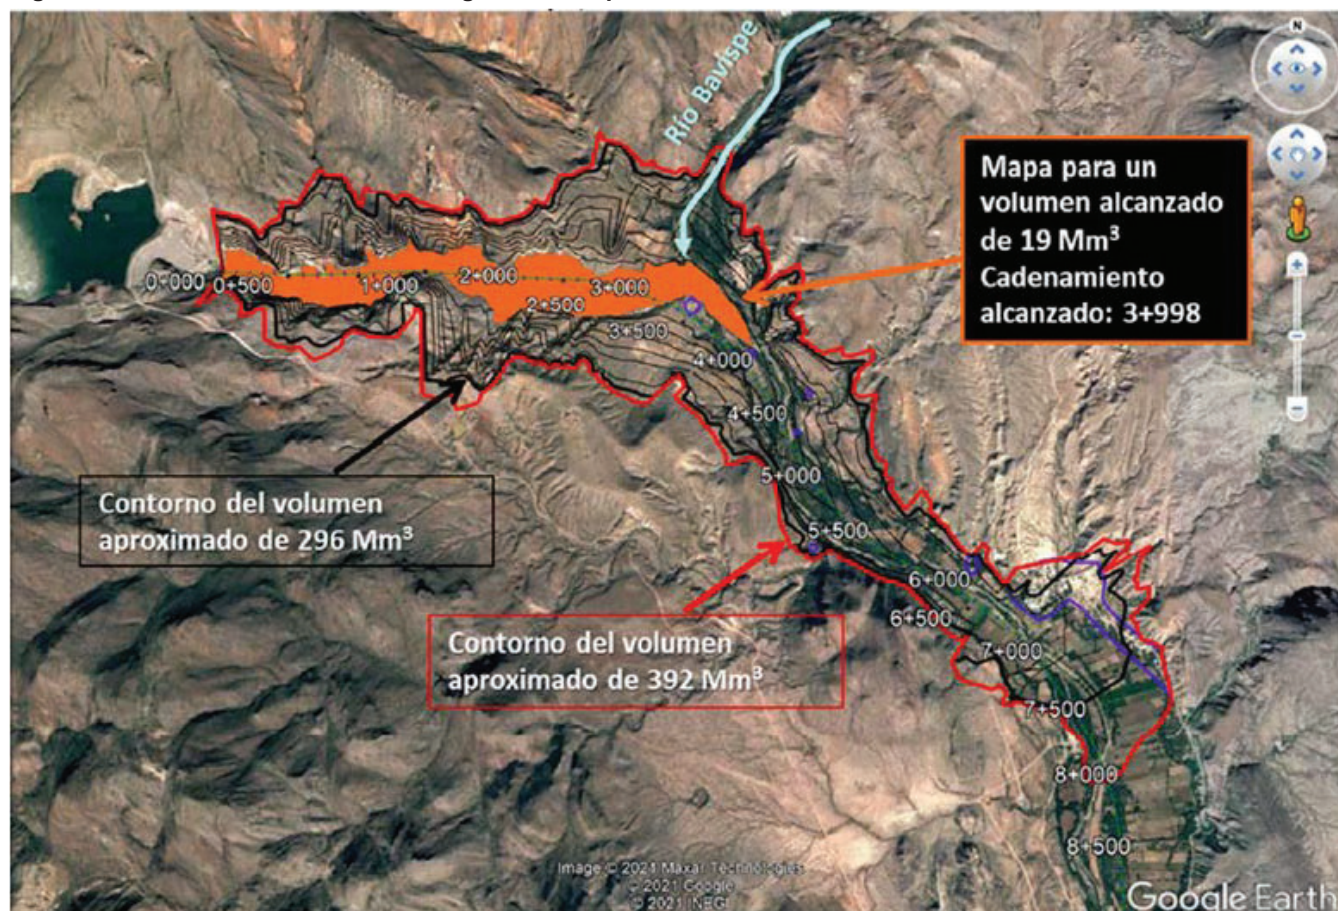 N
Río Bavispe
Mapa para un
volumen alcanzado
de 19 Mm³
Cadenamiento
alcanzado: 3+998
0+000
0+500
1+000
2+000
2+500
3+000
3+500
4+000
4+500
5+000
5+500
6+000
6+500
7+000
7+500
8+000
8+500
Contorno del volumen
aproximado de 296 Mm³
Contorno del volumen
aproximado de 392 Mm³
Image © 2021 Maxar Technologies
© 2021 Google
© 2021 INEGI
Google Earth